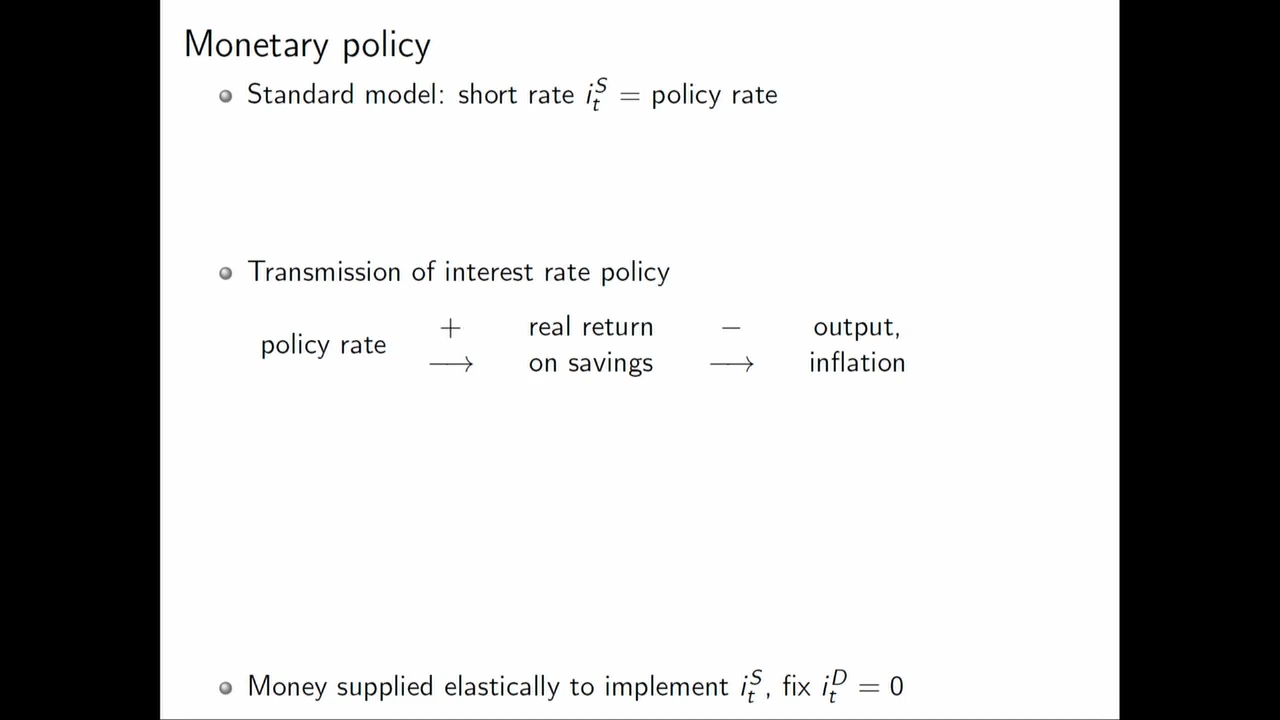 Monetary policy
Standard model: short rate $i_t^S$ = policy rate
Transmission of interest rate policy
policy rate + ⟶ real return on savings − ⟶ output, inflation
Money supplied elastically to implement $i_t^S$, fix $i_t^D$ = 0